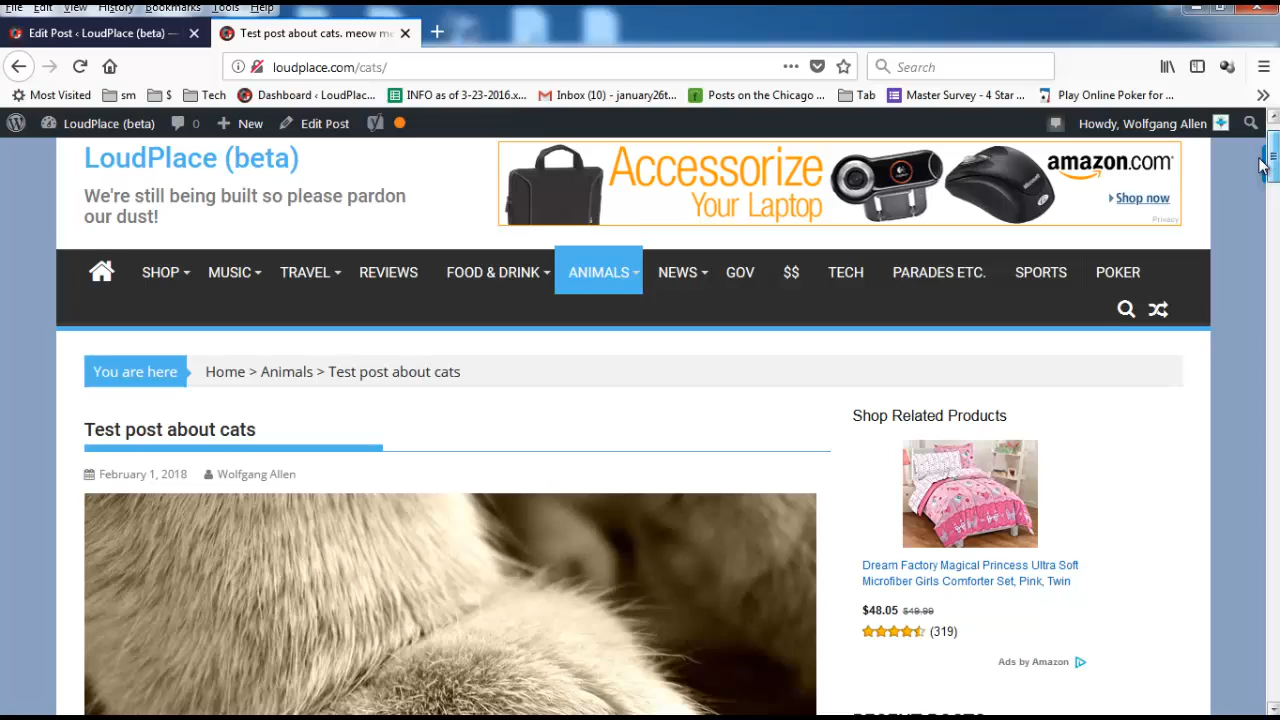 File Edit View History Bookmarks Tools Help
Edit Post ‹ LoudPlace (beta) —
Test post about cats. meow me
loudplace.com/cats/
Search
Most Visited sm $ Tech Dashboard ‹ LoudPlac... INFO as of 3-23-2016.x... Inbox (10) - january26t... Posts on the Chicago ... Tab Master Survey - 4 Star ... Play Online Poker for ...
LoudPlace (beta) 0 New Edit Post Howdy, Wolfgang Allen
LoudPlace (beta)
We're still being built so please pardon
our dust!
Accessorize
Your Laptop
amazon.com
Shop now
Privacy
SHOP MUSIC TRAVEL REVIEWS FOOD & DRINK ANIMALS NEWS GOV $$ TECH PARADES ETC. SPORTS POKER
You are here Home > Animals > Test post about cats
Test post about cats
February 1, 2018 Wolfgang Allen
Shop Related Products
Dream Factory Magical Princess Ultra Soft
Microfiber Girls Comforter Set, Pink, Twin
$48.05 $49.99
(319)
Ads by Amazon
RECENT POSTS